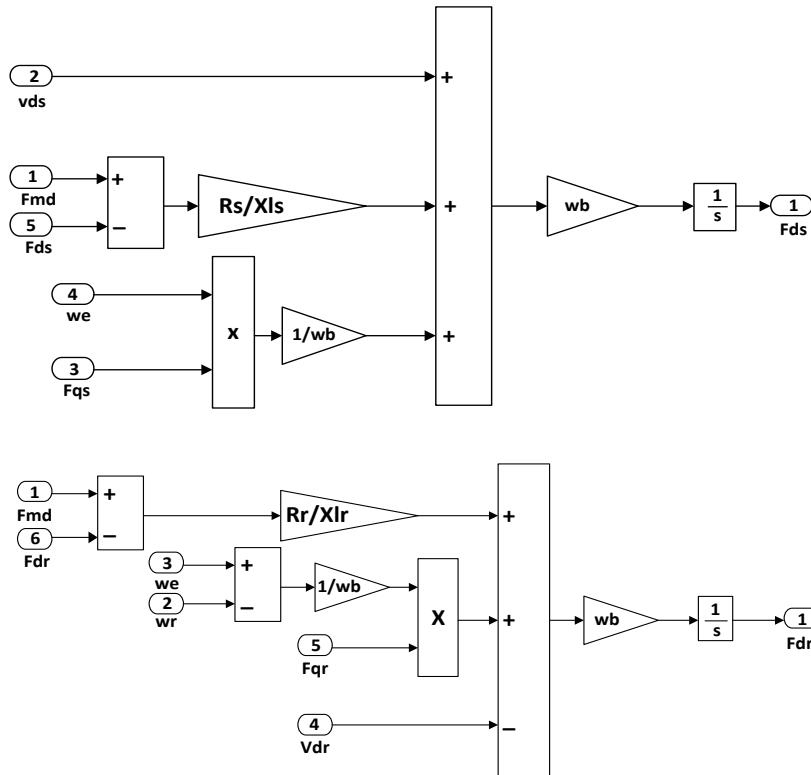 2
vds
+
1
Fmd
+
5
Fds
−
Rs/Xls
+
wb
1
s
1
Fds
4
we
3
Fqs
x
1/wb
+
1
Fmd
+
6
Fdr
−
Rr/Xlr
+
3
we
+
2
wr
−
1/wb
5
Fqr
X
+
wb
1
s
1
Fdr
4
Vdr
−